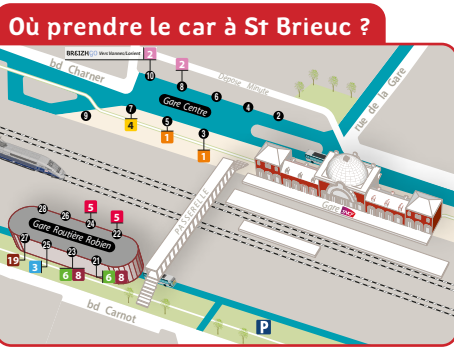 Où prendre le car à St Brieuc ?
BREIZHGO Vers Vannes/Lorient 2
bd Charner
10
2
8
Dépose Minute
6
4
2
rue de la Gare
Gare Centre
9
7
4
5
1
3
1
PASSERELLE
Gare SNCF
28
26
5
24
5
22
Gare Routière Robien
27
25
23
21
19
3
6 8
6 8
bd Carnot
P